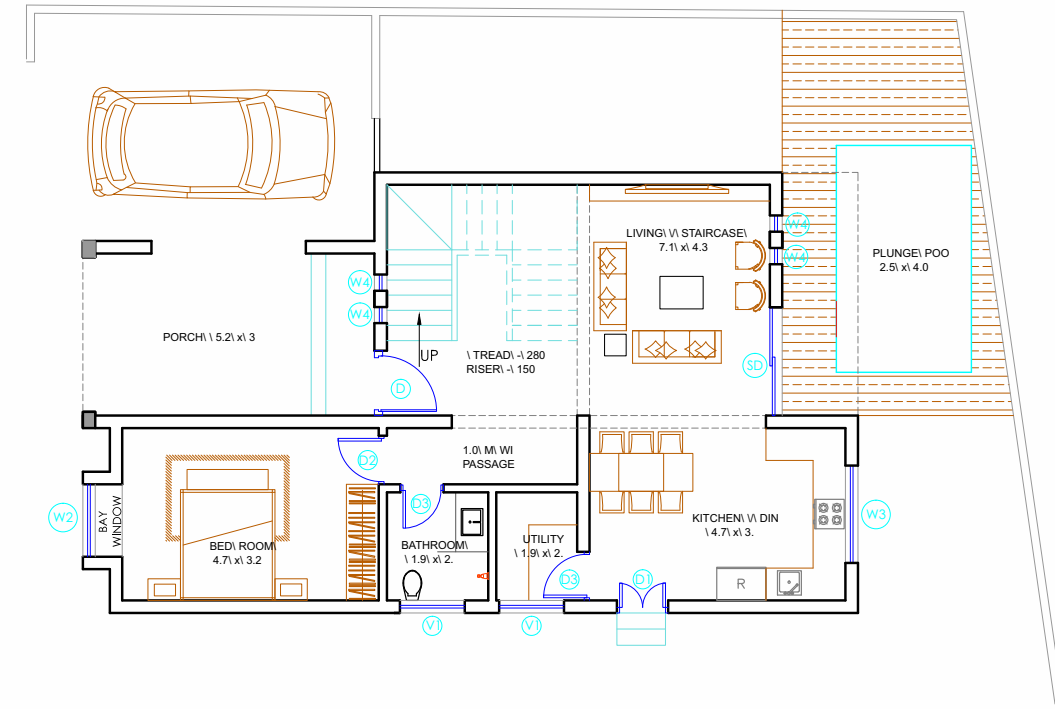 LIVING\ \/\ STAIRCASE\
7.1\ x\ 4.3
W4
W4
PLUNGE\ POO
2.5\ x\ 4.0
W4
W4
PORCH\ \ 5.2\ x\ 3
UP
\ TREAD\ -\ 280
RISER\ -\ 150
SD
D
1.0\ M\ WI
PASSAGE
D2
D3
W2
BAY
WINDOW
W3
KITCHEN\ \/\ DIN
\ 4.7\ x\ 3.
BED\ ROOM\
4.7\ x\ 3.2
BATHROOM\
\ 1.9\ x\ 2.
UTILITY
\ 1.9\ x\ 2.
D3
D1
R
V1
V1